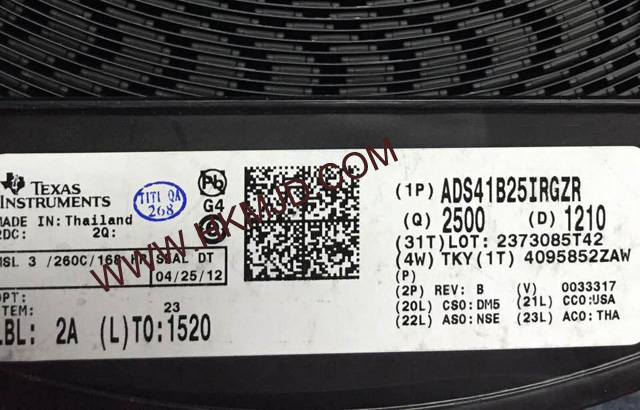 TEXAS
INSTRUMENTS
MADE IN: Thailand
2DC: 2Q:
MSL 3 /260C/168 HR SEAL DT
04/25/12
OPT:
ITEM: 23
LBL: 2A (L)TO:1520
TITI QA
268
Pb
G4
(1P) ADS41B25IRGZR
(Q) 2500 (D) 1210
(31T)LOT: 2373085T42
(4W) TKY(1T) 4095852ZAW
(P)
(2P) REV: B (V) 0033317
(20L) CSO:DM5 (21L) CCO:USA
(22L) ASO:NSE (23L) ACO:THA
WWW.HKMJD.COM